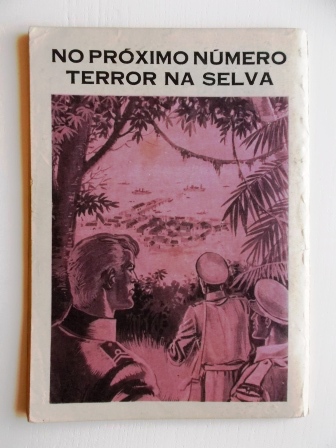 NO PRÓXIMO NÚMERO
TERROR NA SELVA